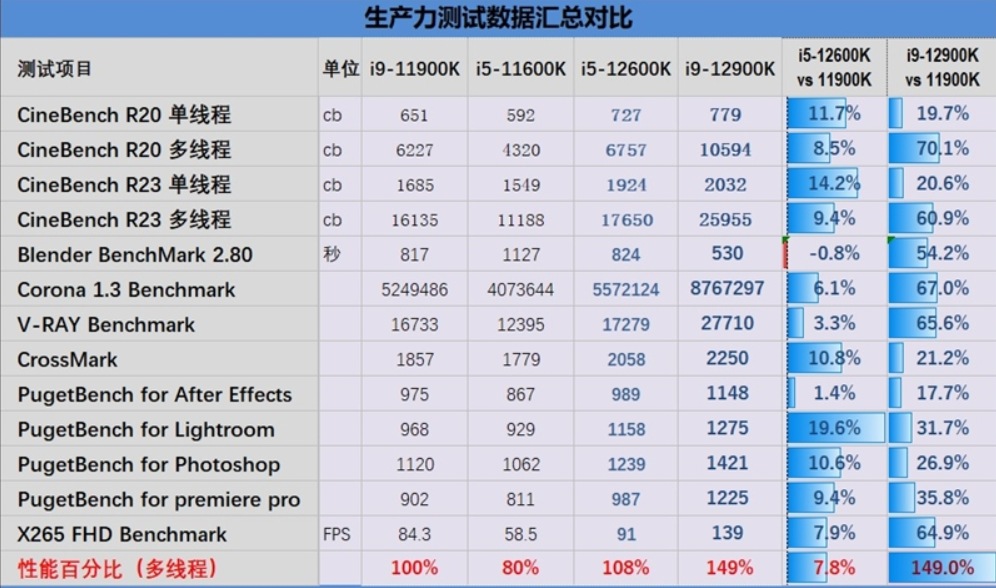 生产力测试数据汇总对比
测试项目 单位 i9-11900K i5-11600K i5-12600K i9-12900K i5-12600K vs 11900K i9-12900K vs 11900K
CineBench R20 单线程 cb 651 592 727 779 11.7% 19.7%
CineBench R20 多线程 cb 6227 4320 6757 10594 8.5% 70.1%
CineBench R23 单线程 cb 1685 1549 1924 2032 14.2% 20.6%
CineBench R23 多线程 cb 16135 11188 17650 25955 9.4% 60.9%
Blender BenchMark 2.80 秒 817 1127 824 530 -0.8% 54.2%
Corona 1.3 Benchmark 5249486 4073644 5572124 8767297 6.1% 67.0%
V-RAY Benchmark 16733 12395 17279 27710 3.3% 65.6%
CrossMark 1857 1779 2058 2250 10.8% 21.2%
PugetBench for After Effects 975 867 989 1148 1.4% 17.7%
PugetBench for Lightroom 968 929 1158 1275 19.6% 31.7%
PugetBench for Photoshop 1120 1062 1239 1421 10.6% 26.9%
PugetBench for premiere pro 902 811 987 1225 9.4% 35.8%
X265 FHD Benchmark FPS 84.3 58.5 91 139 7.9% 64.9%
性能百分比（多线程） 100% 80% 108% 149% 7.8% 149.0%